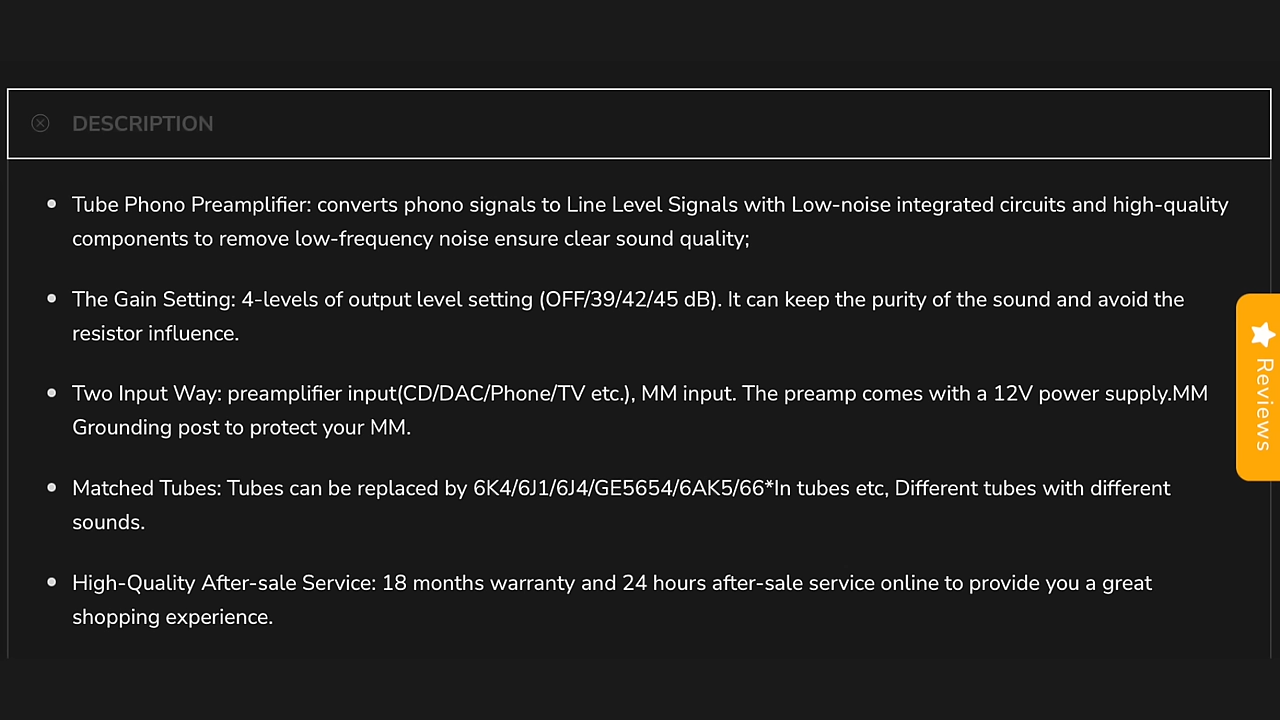 DESCRIPTION
Tube Phono Preamplifier: converts phono signals to Line Level Signals with Low-noise integrated circuits and high-quality
components to remove low-frequency noise ensure clear sound quality;
The Gain Setting: 4-levels of output level setting (OFF/39/42/45 dB). It can keep the purity of the sound and avoid the
resistor influence.
Two Input Way: preamplifier input(CD/DAC/Phone/TV etc.), MM input. The preamp comes with a 12V power supply.MM
Grounding post to protect your MM.
Matched Tubes: Tubes can be replaced by 6K4/6J1/6J4/GE5654/6AK5/66*In tubes etc, Different tubes with different
sounds.
High-Quality After-sale Service: 18 months warranty and 24 hours after-sale service online to provide you a great
shopping experience.
Reviews